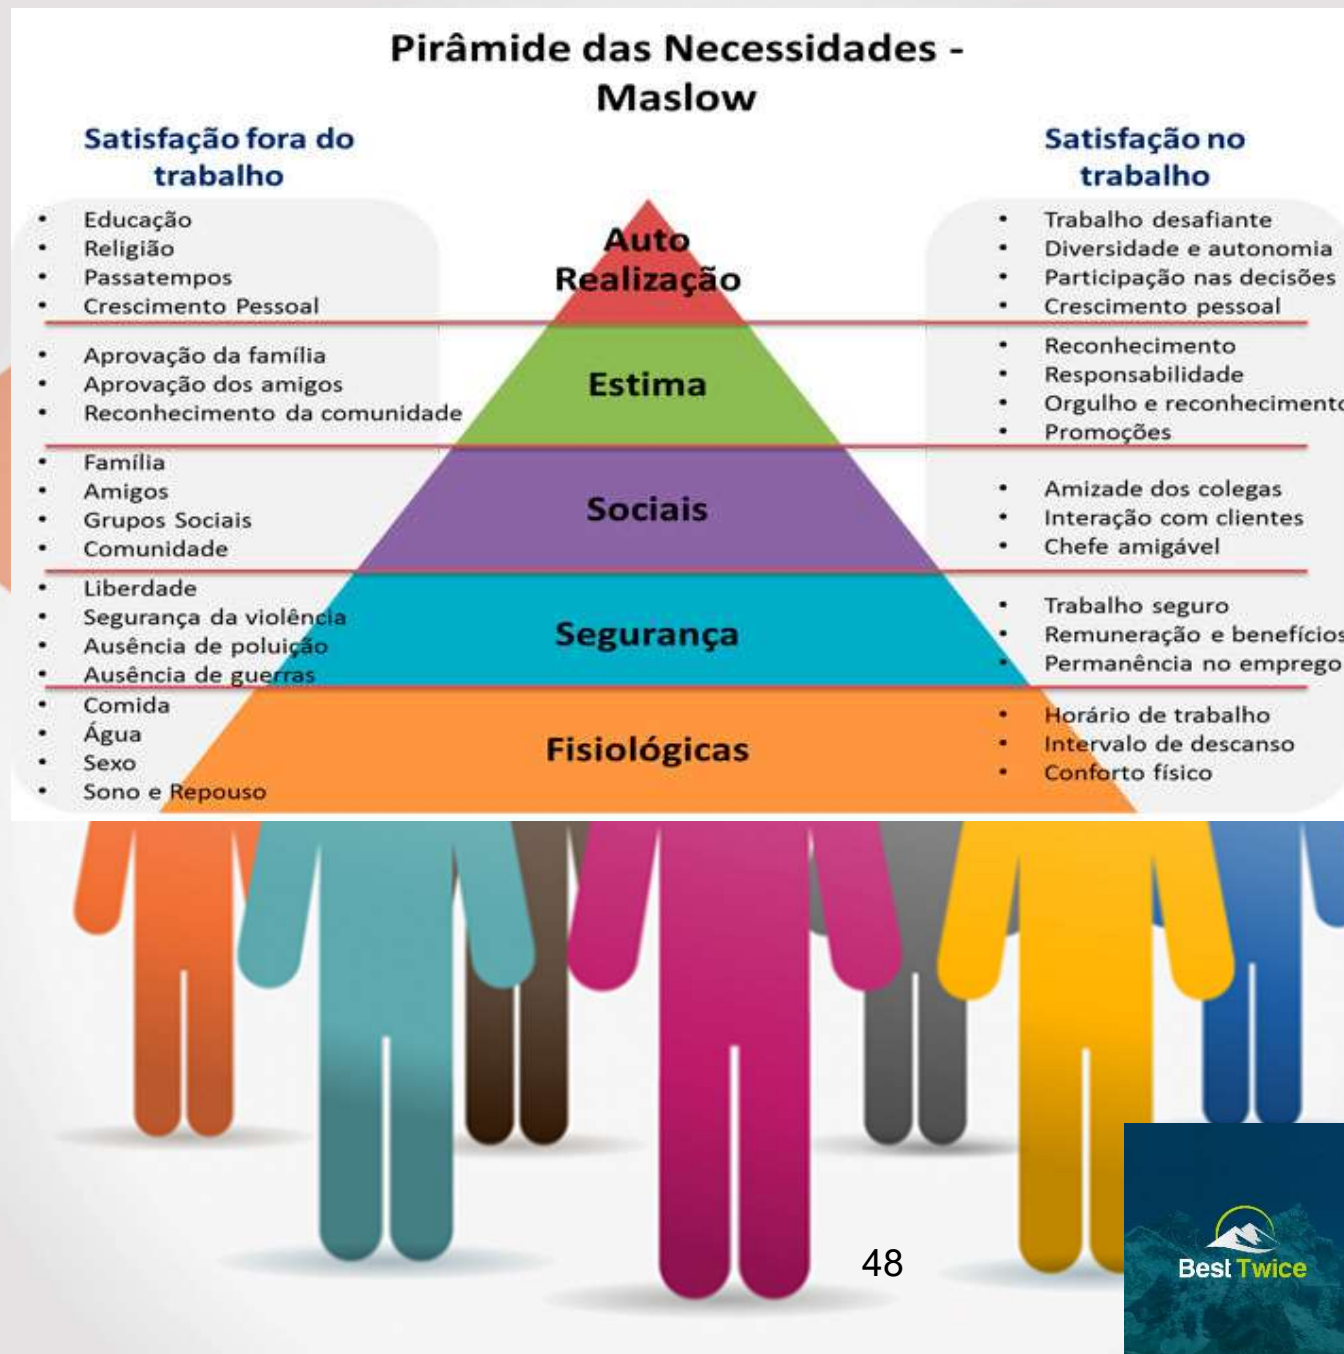 Pirâmide das Necessidades -
Maslow
Satisfação fora do
trabalho
• Educação
• Religião
• Passatempos
• Crescimento Pessoal
• Aprovação da família
• Aprovação dos amigos
• Reconhecimento da comunidade
• Família
• Amigos
• Grupos Sociais
• Comunidade
• Liberdade
• Segurança da violência
• Ausência de poluição
• Ausência de guerras
• Comida
• Água
• Sexo
• Sono e Repouso
Auto
Realização
Estima
Sociais
Segurança
Fisiológicas
Satisfação no
trabalho
• Trabalho desafiante
• Diversidade e autonomia
• Participação nas decisões
• Crescimento pessoal
• Reconhecimento
• Responsabilidade
• Orgulho e reconhecimento
• Promoções
• Amizade dos colegas
• Interação com clientes
• Chefe amigável
• Trabalho seguro
• Remuneração e benefícios
• Permanência no emprego
• Horário de trabalho
• Intervalo de descanso
• Conforto físico
48
Best Twice